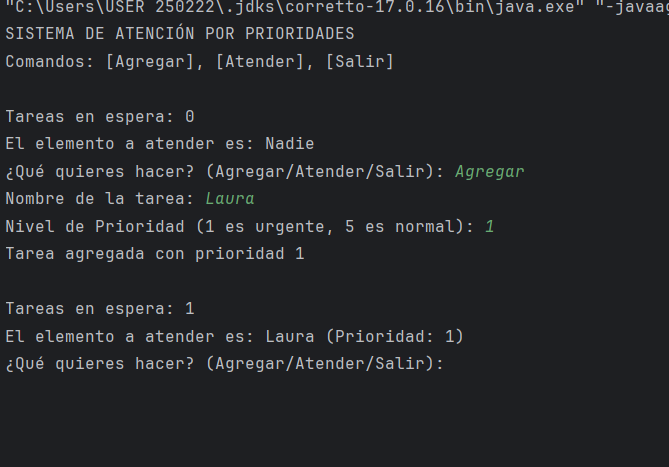 "C:\Users\USER 250222\.jdks\corretto-17.0.16\bin\java.exe" "-javaag
SISTEMA DE ATENCIÓN POR PRIORIDADES
Comandos: [Agregar], [Atender], [Salir]
Tareas en espera: 0
El elemento a atender es: Nadie
¿Qué quieres hacer? (Agregar/Atender/Salir): Agregar
Nombre de la tarea: Laura
Nivel de Prioridad (1 es urgente, 5 es normal): 1
Tarea agregada con prioridad 1
Tareas en espera: 1
El elemento a atender es: Laura (Prioridad: 1)
¿Qué quieres hacer? (Agregar/Atender/Salir):